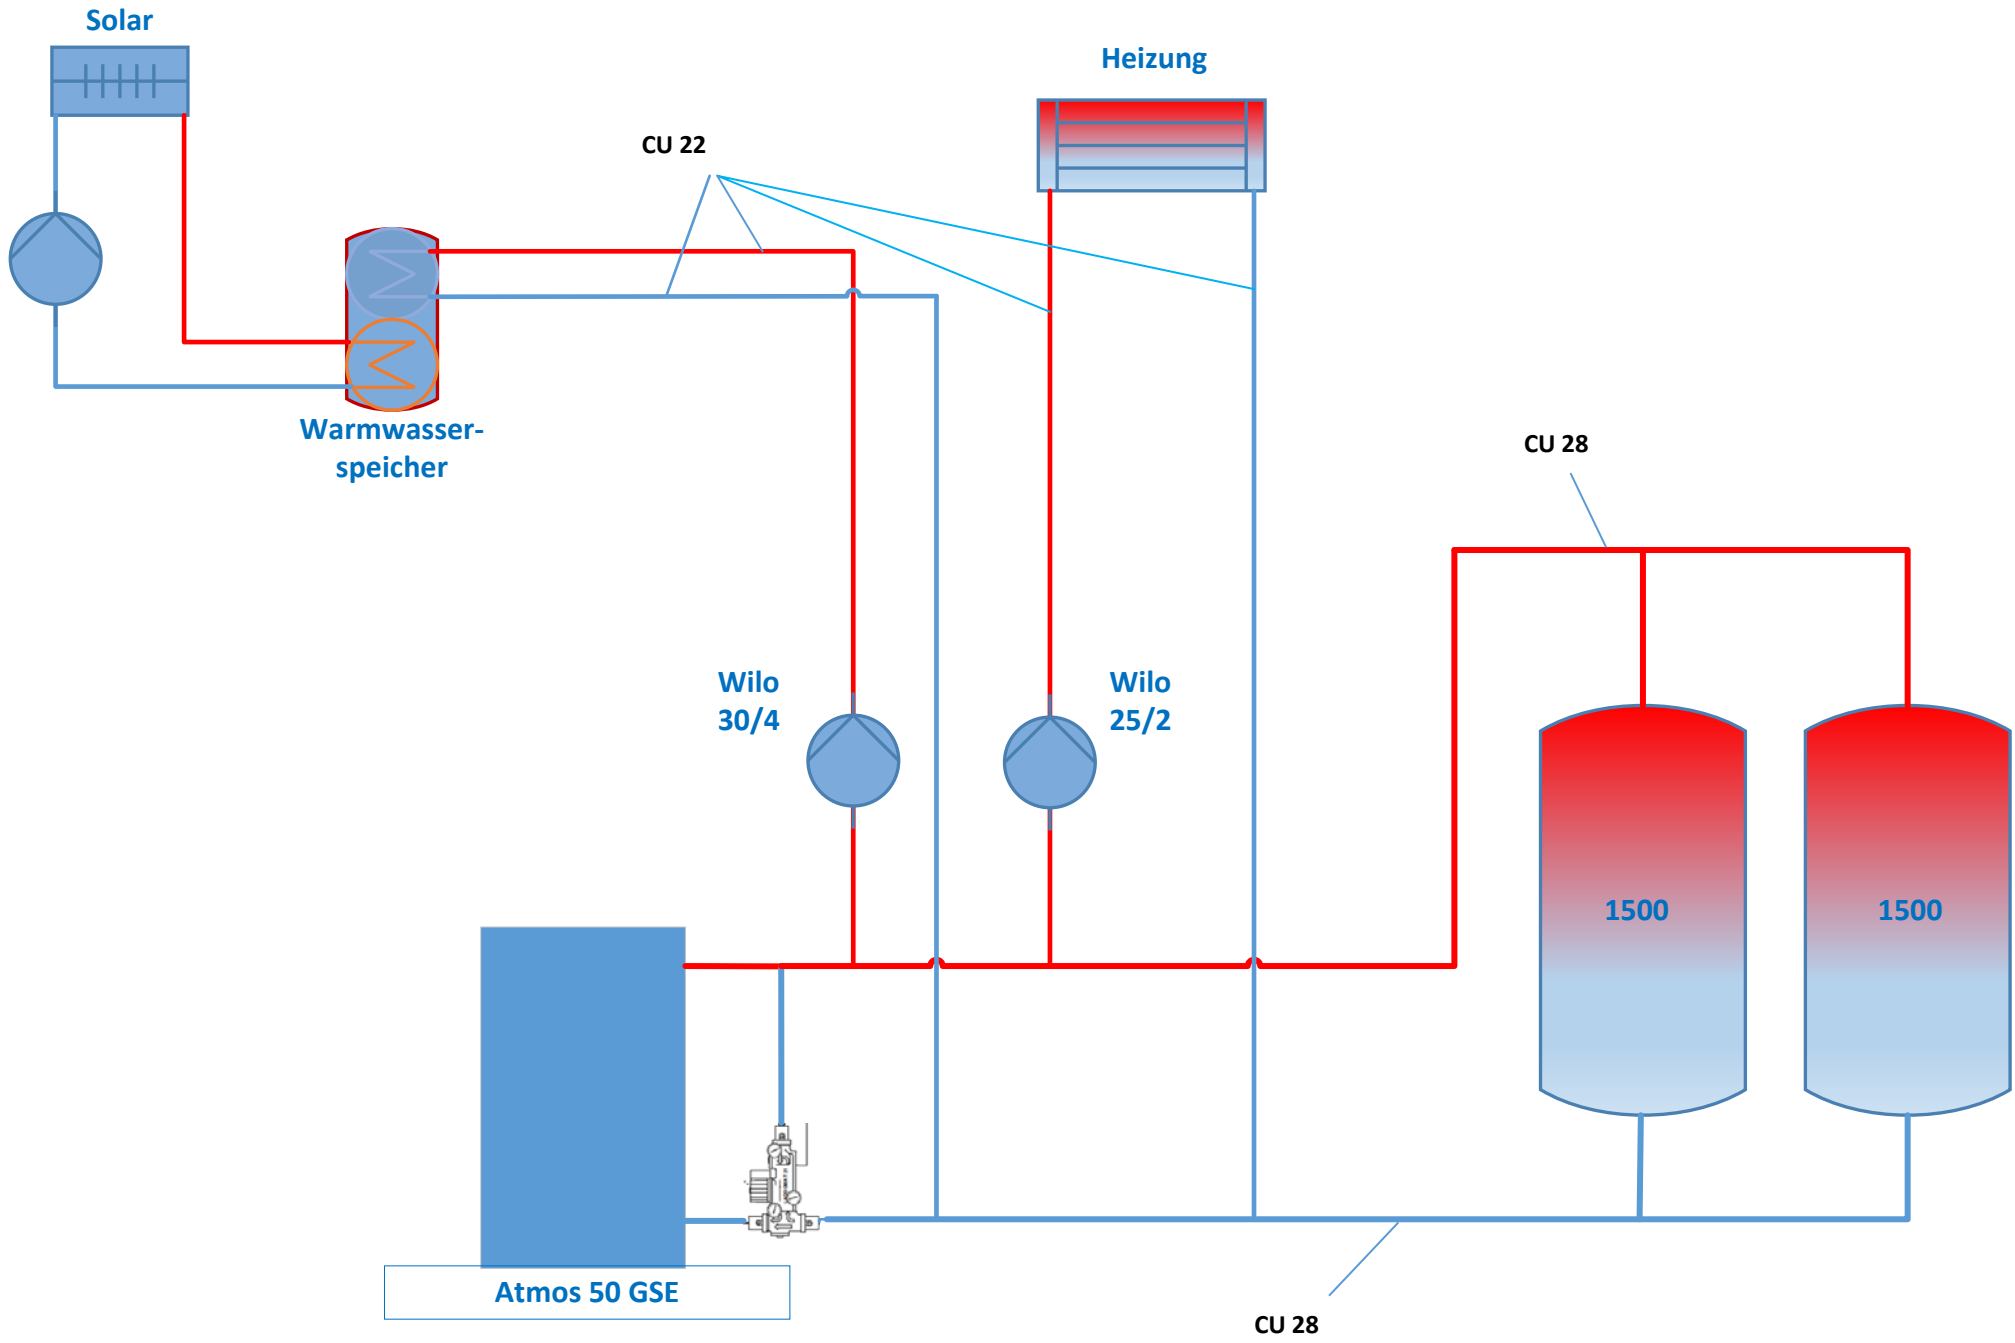 Solar
Heizung
CU 22
Warmwasser-
speicher
CU 28
Wilo
30/4
Wilo
25/2
1500
1500
Atmos 50 GSE
CU 28